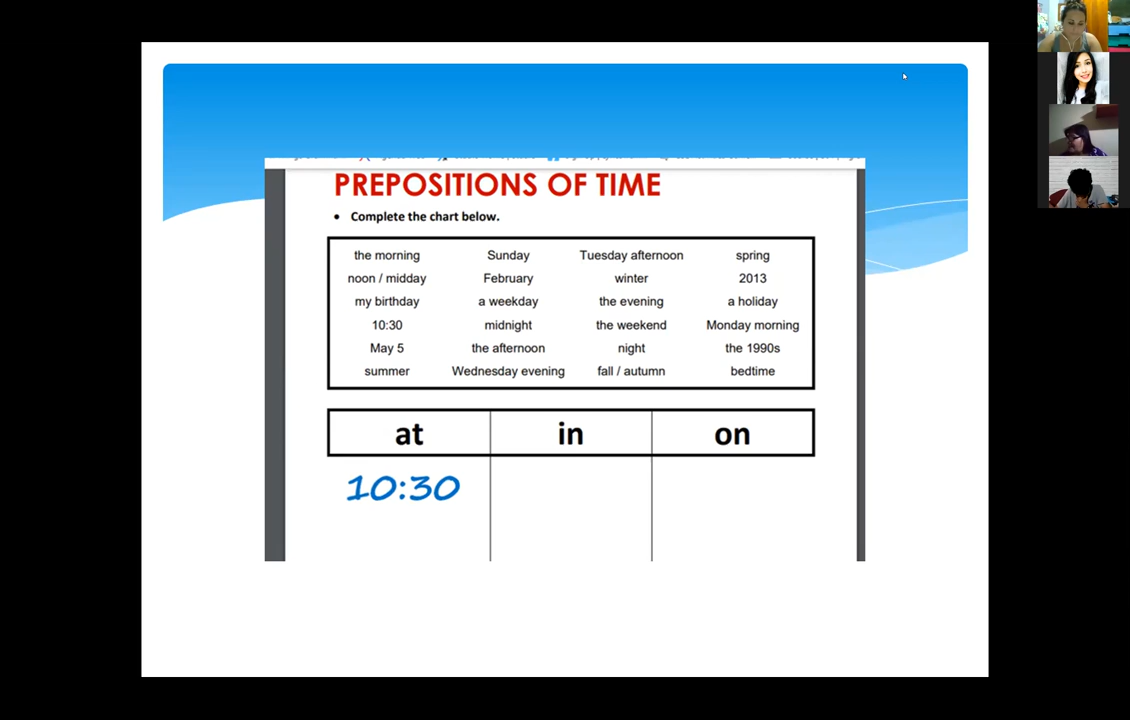 PREPOSITIONS OF TIME
• Complete the chart below.
the morning Sunday Tuesday afternoon spring
noon / midday February winter 2013
my birthday a weekday the evening a holiday
10:30 midnight the weekend Monday morning
May 5 the afternoon night the 1990s
summer Wednesday evening fall / autumn bedtime
at in on
10:30